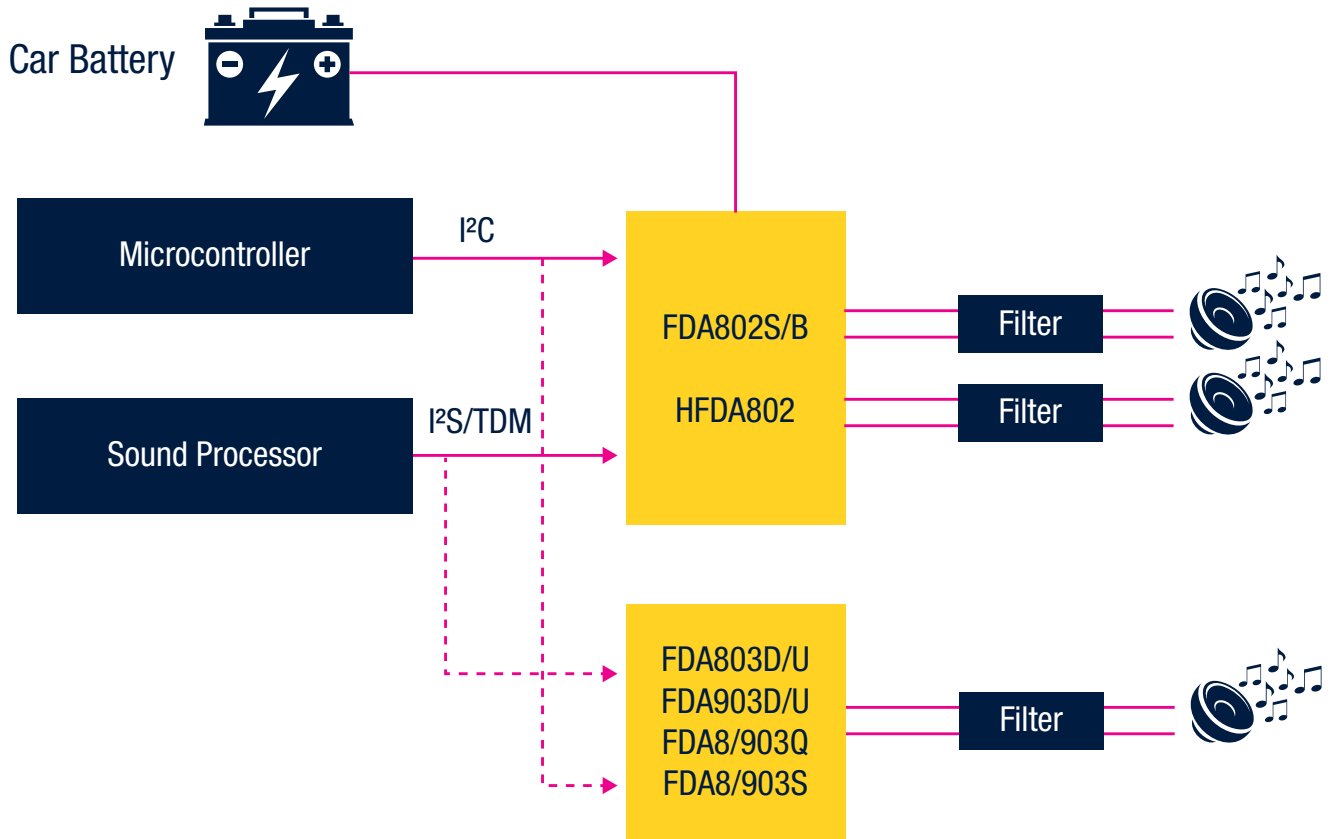 Car Battery
Microcontroller
I²C
FDA802S/B
HFDA802
Filter
Filter
Sound Processor
I²S/TDM
FDA803D/U
FDA903D/U
FDA8/903Q
FDA8/903S
Filter